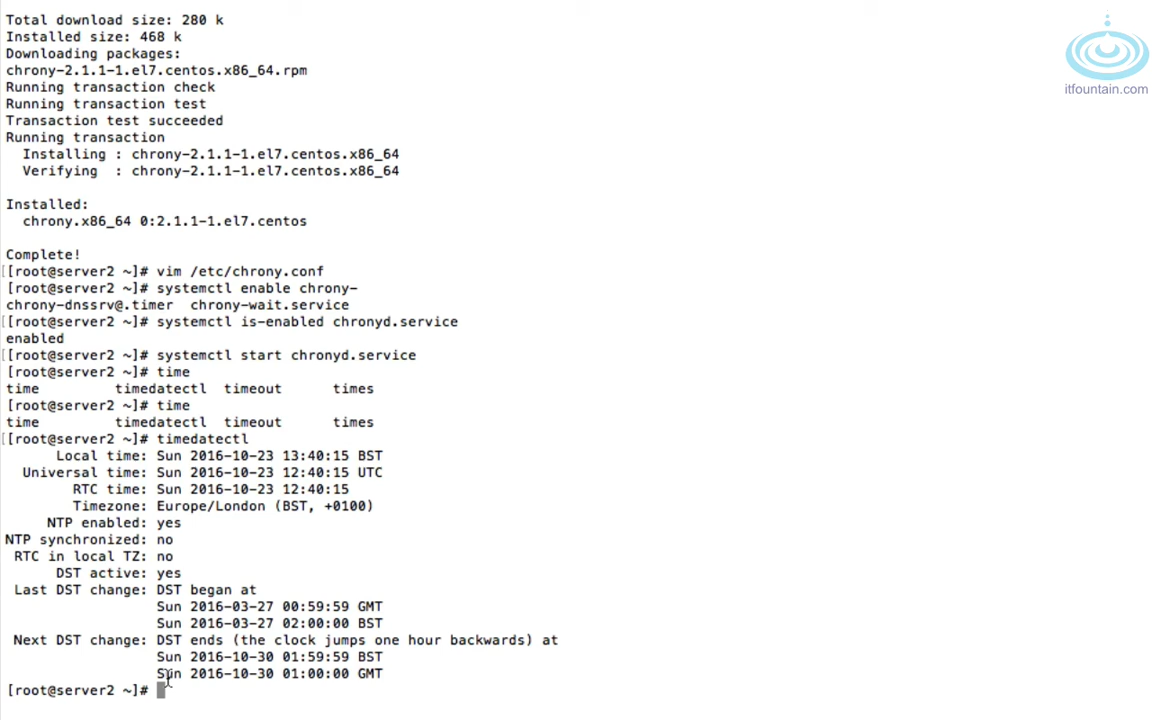 Total download size: 280 k
Installed size: 468 k
Downloading packages:
chrony-2.1.1-1.el7.centos.x86_64.rpm
Running transaction check
Running transaction test
Transaction test succeeded
Running transaction
  Installing : chrony-2.1.1-1.el7.centos.x86_64
  Verifying  : chrony-2.1.1-1.el7.centos.x86_64
Installed:
  chrony.x86_64 0:2.1.1-1.el7.centos
Complete!
[[root@server2 ~]# vim /etc/chrony.conf
[root@server2 ~]# systemctl enable chrony-
chrony-dnssrv@.timer  chrony-wait.service
[[root@server2 ~]# systemctl is-enabled chronyd.service
enabled
[[root@server2 ~]# systemctl start chronyd.service
[root@server2 ~]# time
time         timedatectl  timeout      times
[root@server2 ~]# time
time         timedatectl  timeout      times
[[root@server2 ~]# timedatectl
      Local time: Sun 2016-10-23 13:40:15 BST
  Universal time: Sun 2016-10-23 12:40:15 UTC
        RTC time: Sun 2016-10-23 12:40:15
        Timezone: Europe/London (BST, +0100)
     NTP enabled: yes
NTP synchronized: no
 RTC in local TZ: no
      DST active: yes
 Last DST change: DST began at
                  Sun 2016-03-27 00:59:59 GMT
                  Sun 2016-03-27 02:00:00 BST
 Next DST change: DST ends (the clock jumps one hour backwards) at
                  Sun 2016-10-30 01:59:59 BST
                  Sun 2016-10-30 01:00:00 GMT
[root@server2 ~]#
itfountain.com